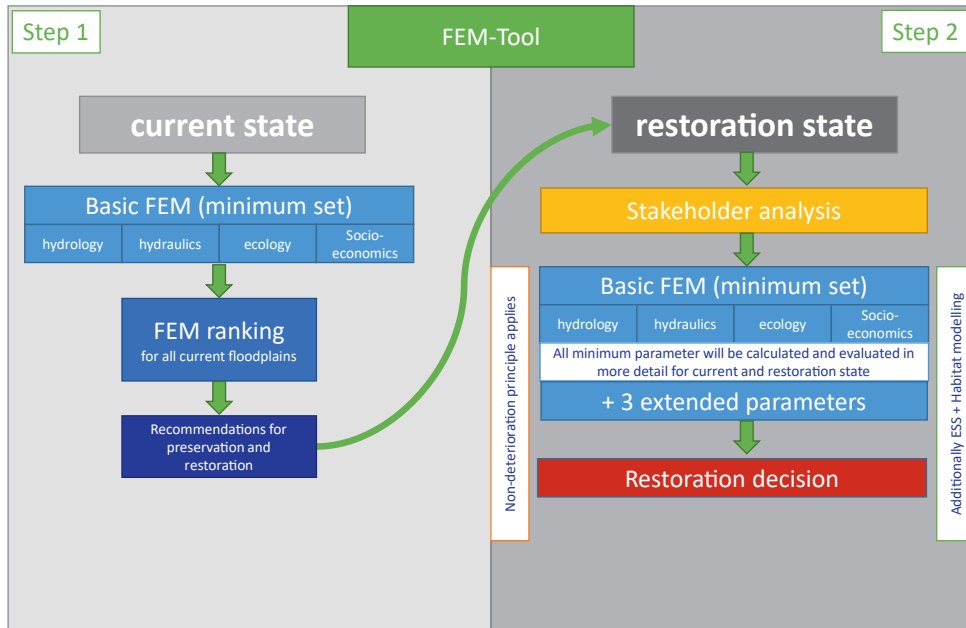 Step 1
FEM-Tool
Step 2
current state
Basic FEM (minimum set)
hydrology
hydraulics
ecology
Socio-
economics
FEM ranking
for all current floodplains
Recommendations for
preservation and
restoration
restoration state
Stakeholder analysis
Non-deterioration principle applies
Basic FEM (minimum set)
hydrology
hydraulics
ecology
Socio-
economics
All minimum parameter will be calculated and evaluated in
more detail for current and restoration state
+ 3 extended parameters
Restoration decision
Additionally ESS + Habitat modelling